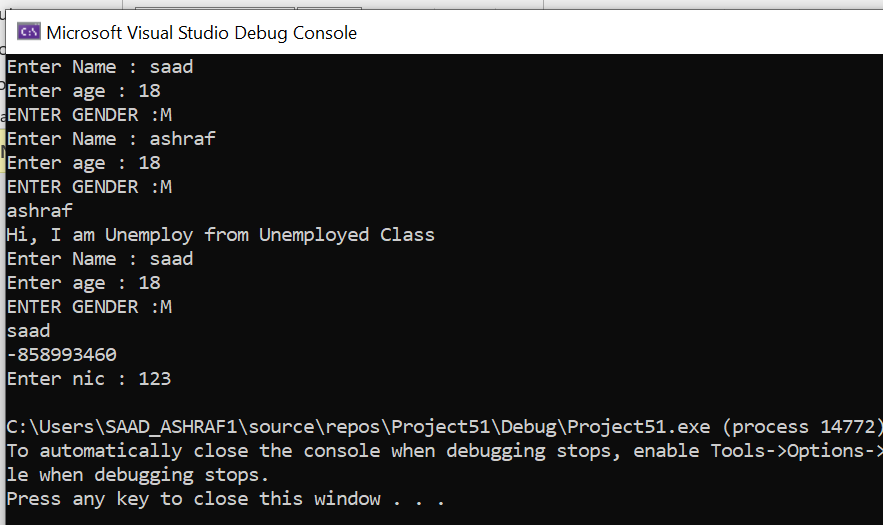 Microsoft Visual Studio Debug Console
Enter Name : saad
Enter age : 18
ENTER GENDER :M
Enter Name : ashraf
Enter age : 18
ENTER GENDER :M
ashraf
Hi, I am Unemploy from Unemployed Class
Enter Name : saad
Enter age : 18
ENTER GENDER :M
saad
-858993460
Enter nic : 123
C:\Users\SAAD_ASHRAF1\source\repos\Project51\Debug\Project51.exe (process 14772)
To automatically close the console when debugging stops, enable Tools->Options->
le when debugging stops.
Press any key to close this window . . .